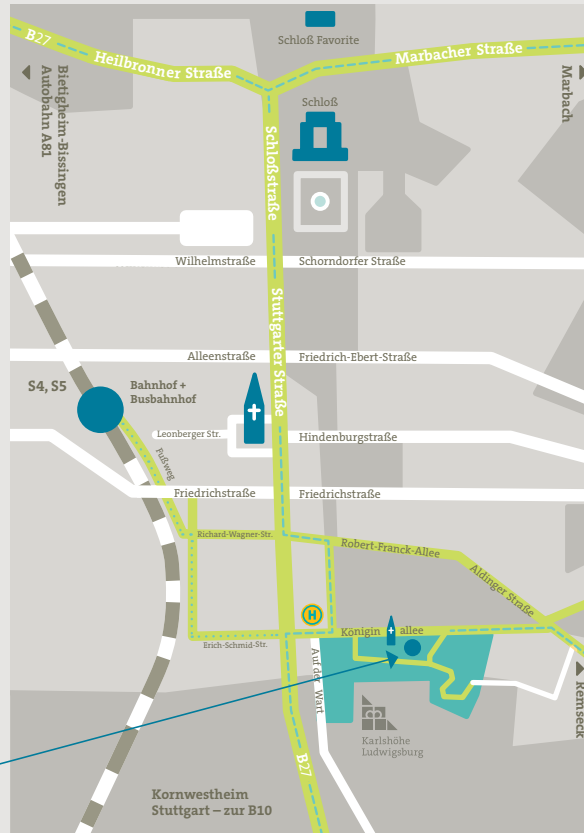 Schloß Favorite
B27
Heilbronner Straße
Marbacher Straße
Bietigheim-Bissingen
Autobahn A81
Marbach
Schloß
Schloßstraße
Wilhelmstraße
Schorndorfer Straße
Stuttgarter Straße
Alleenstraße
Friedrich-Ebert-Straße
S4, S5
Bahnhof +
Busbahnhof
Leonberger Str.
Hindenburgstraße
Fußweg
Friedrichstraße
Friedrichstraße
Richard-Wagner-Str.
Robert-Franck-Allee
Aldinger Straße
H
Königin
allee
Erich-Schmid-Str.
Auf der Wart
Remseck
Karlshöhe
Ludwigsburg
B27
Kornwestheim
Stuttgart – zur B10